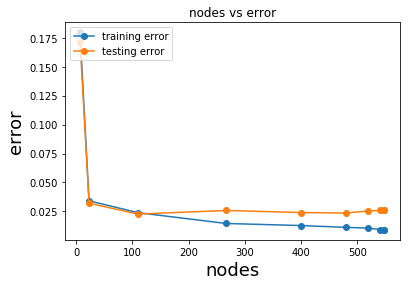 nodes vs error
training error
testing error
0.175
0.150
0.125
0.100
0.075
0.050
0.025
error
0 100 200 300 400 500
nodes